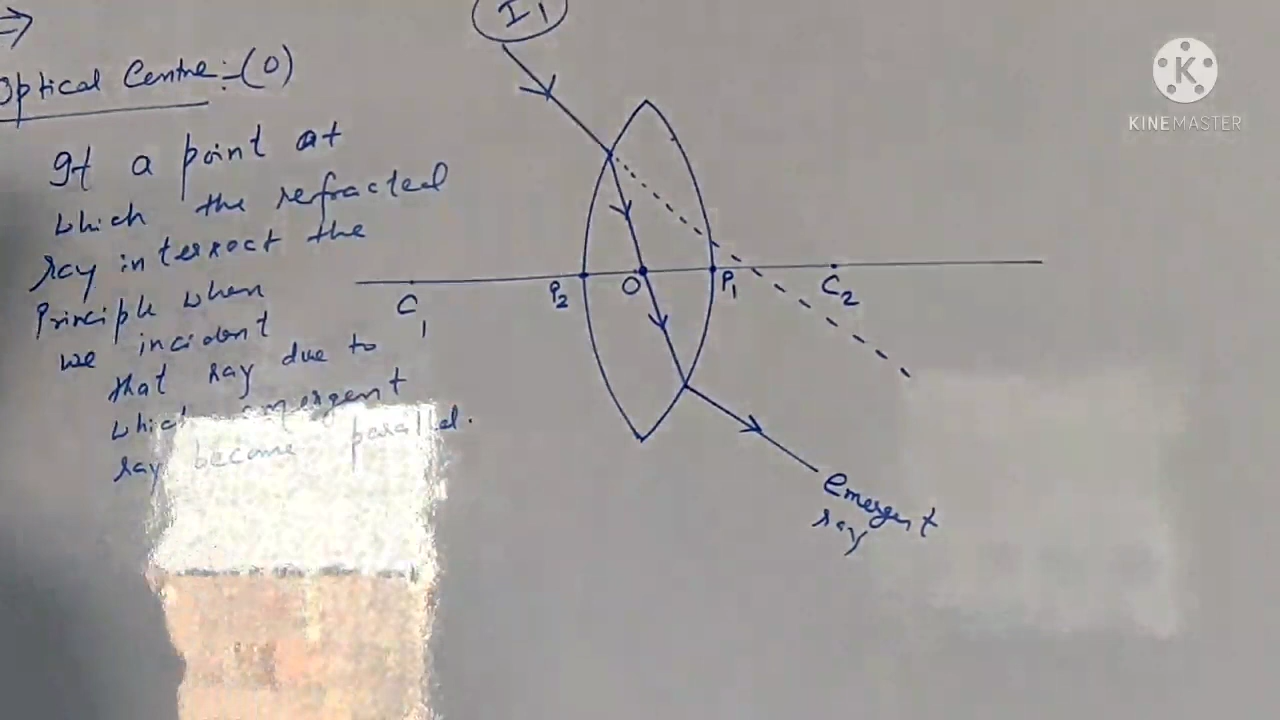 ⇒
Optical Centre:-(O)
It a point at
which the refracted
ray intersect the
Principle when
we incident
that ray due to
which emergent
ray become parallel.
I1
C1
P2
O
P1
C2
emergent
ray
KINEMASTER